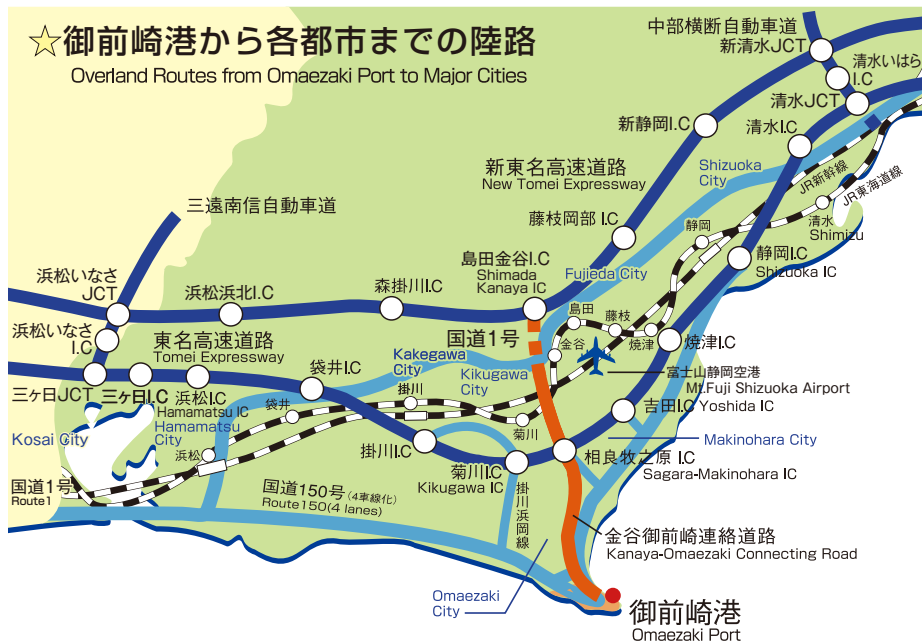 ☆御前崎港から各都市までの陸路
Overland Routes from Omaezaki Port to Major Cities
中部横断自動車道
新清水JCT
清水いはら
I.C
清水JCT
清水I.C
新静岡I.C
新東名高速道路
New Tomei Expressway
Shizuoka
City
JR新幹線
JR東海道線
三遠南信自動車道
藤枝岡部 I.C
静岡
清水
Shimizu
浜松いなさ
JCT
浜松浜北I.C
森掛川I.C
島田金谷I.C
Shimada
Kanaya IC
Fujieda City
静岡I.C
Shizuoka IC
浜松いなさ
I.C
東名高速道路
Tomei Expressway
国道1号
島田
藤枝
焼津
金谷
焼津I.C
Kakegawa
City
Kikugawa
City
袋井I.C
富士山静岡空港
Mt.Fuji Shizuoka Airport
三ヶ日JCT
三ヶ日I.C
浜松I.C
Hamamatsu IC
Hamamatsu
City
袋井
掛川
菊川
吉田I.C
Yoshida IC
Kosai City
浜松
掛川I.C
Makinohara City
菊川I.C
Kikugawa IC
相良牧之原 I.C
Sagara-Makinohara IC
国道1号
Route1
国道150号(4車線化)
Route150(4 lanes)
掛川浜岡線
金谷御前崎連絡道路
Kanaya-Omaezaki Connecting Road
Omaezaki
City
御前崎港
Omaezaki Port